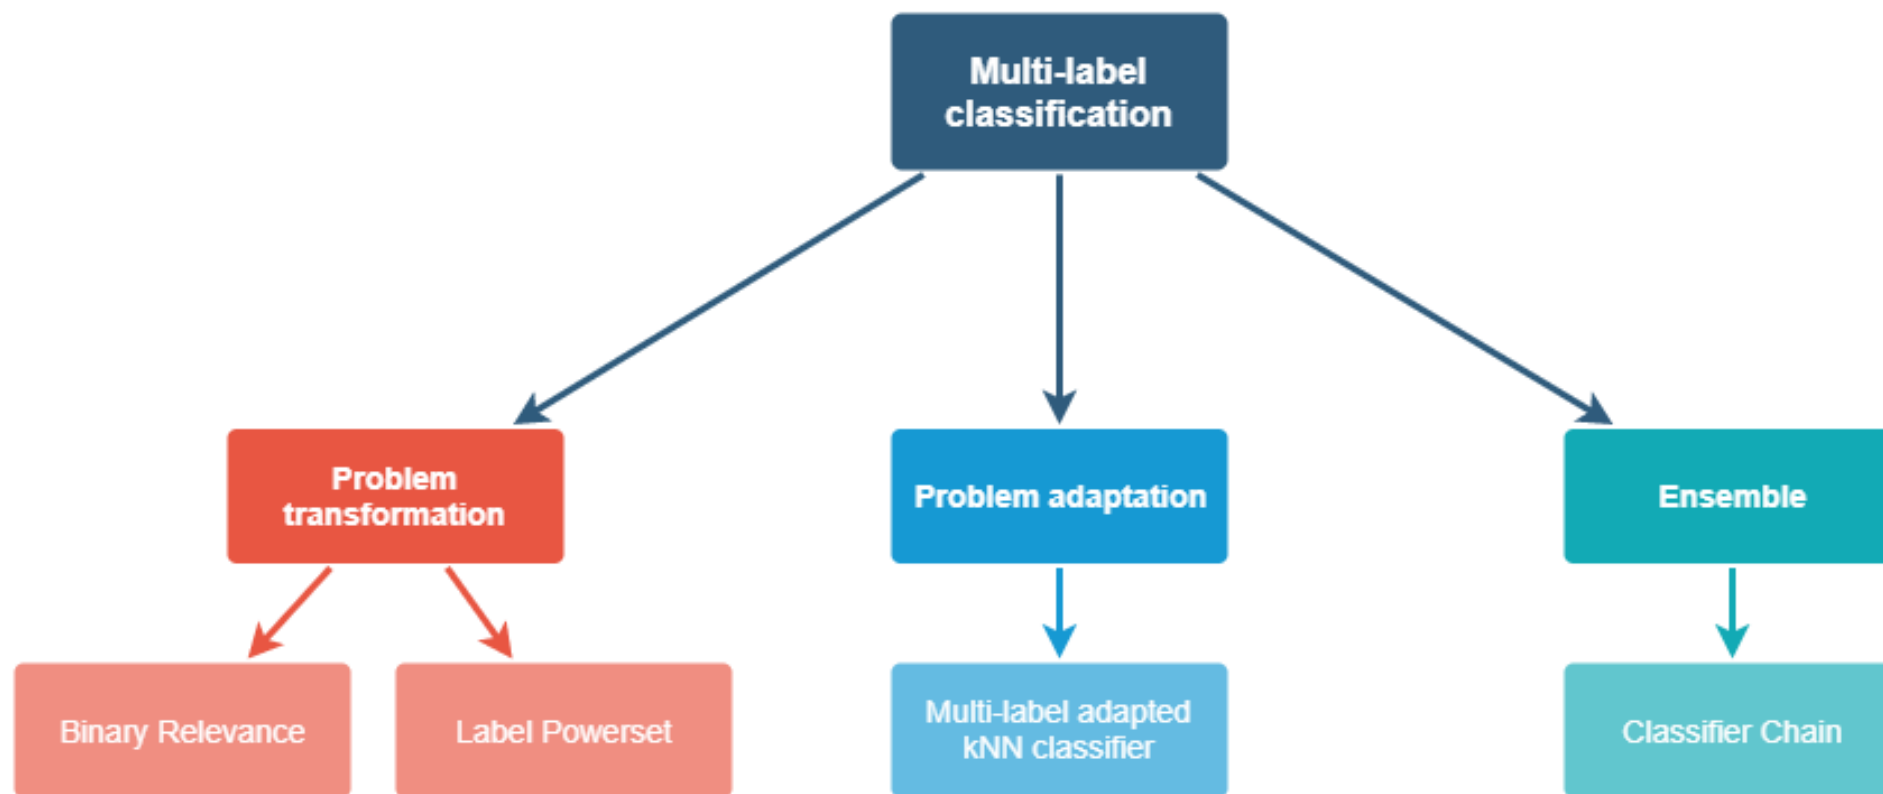 Multi-label
classification
Problem
transformation
Problem adaptation
Ensemble
Binary Relevance
Label Powerset
Multi-label adapted
kNN classifier
Classifier Chain